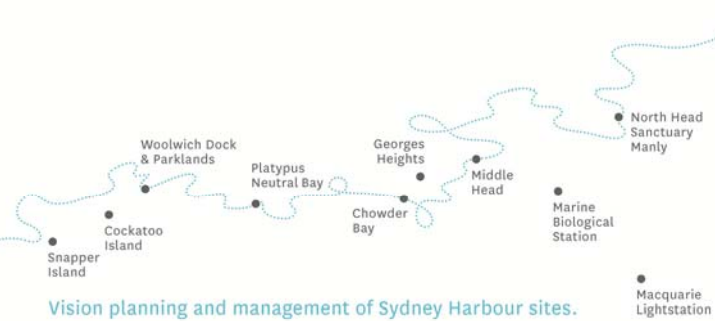 North Head
Sanctuary
Manly
Woolwich Dock
& Parklands
Georges
Heights
Platypus
Neutral Bay
Middle
Head
Chowder
Bay
Marine
Biological
Station
Cockatoo
Island
Snapper
Island
Macquarie
Lightstation
Vision planning and management of Sydney Harbour sites.